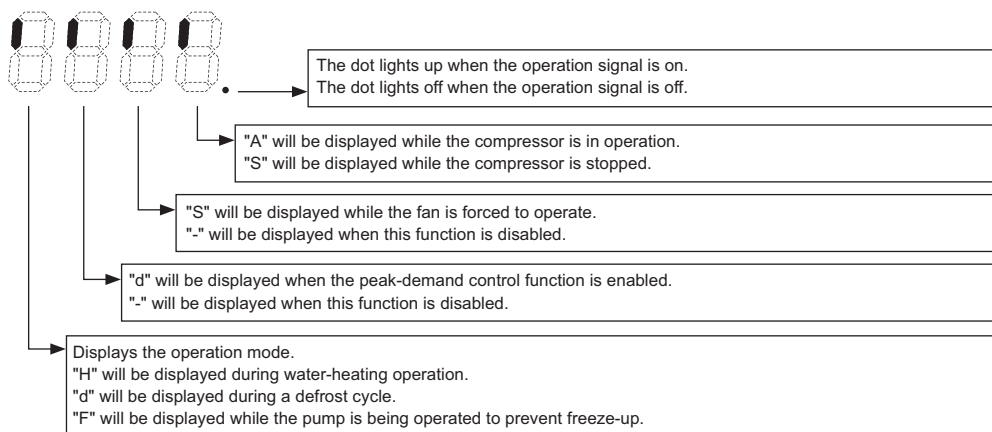 The dot lights up when the operation signal is on.
The dot lights off when the operation signal is off.
"A" will be displayed while the compressor is in operation.
"S" will be displayed while the compressor is stopped.
"S" will be displayed while the fan is forced to operate.
"-" will be displayed when this function is disabled.
"d" will be displayed when the peak-demand control function is enabled.
"-" will be displayed when this function is disabled.
Displays the operation mode.
"H" will be displayed during water-heating operation.
"d" will be displayed during a defrost cycle.
"F" will be displayed while the pump is being operated to prevent freeze-up.